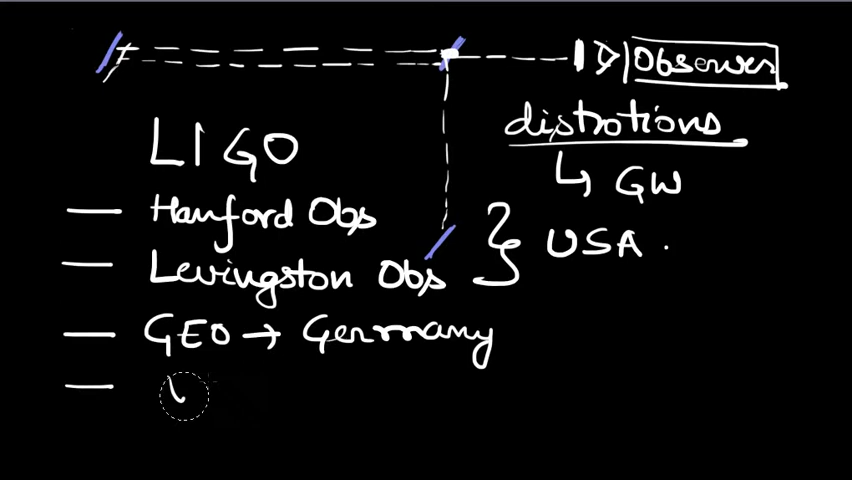 Observer
distrotions
↳ GW
LIGO
— Hanford Obs
— Levingston Obs } USA.
— GEO → Germany
—